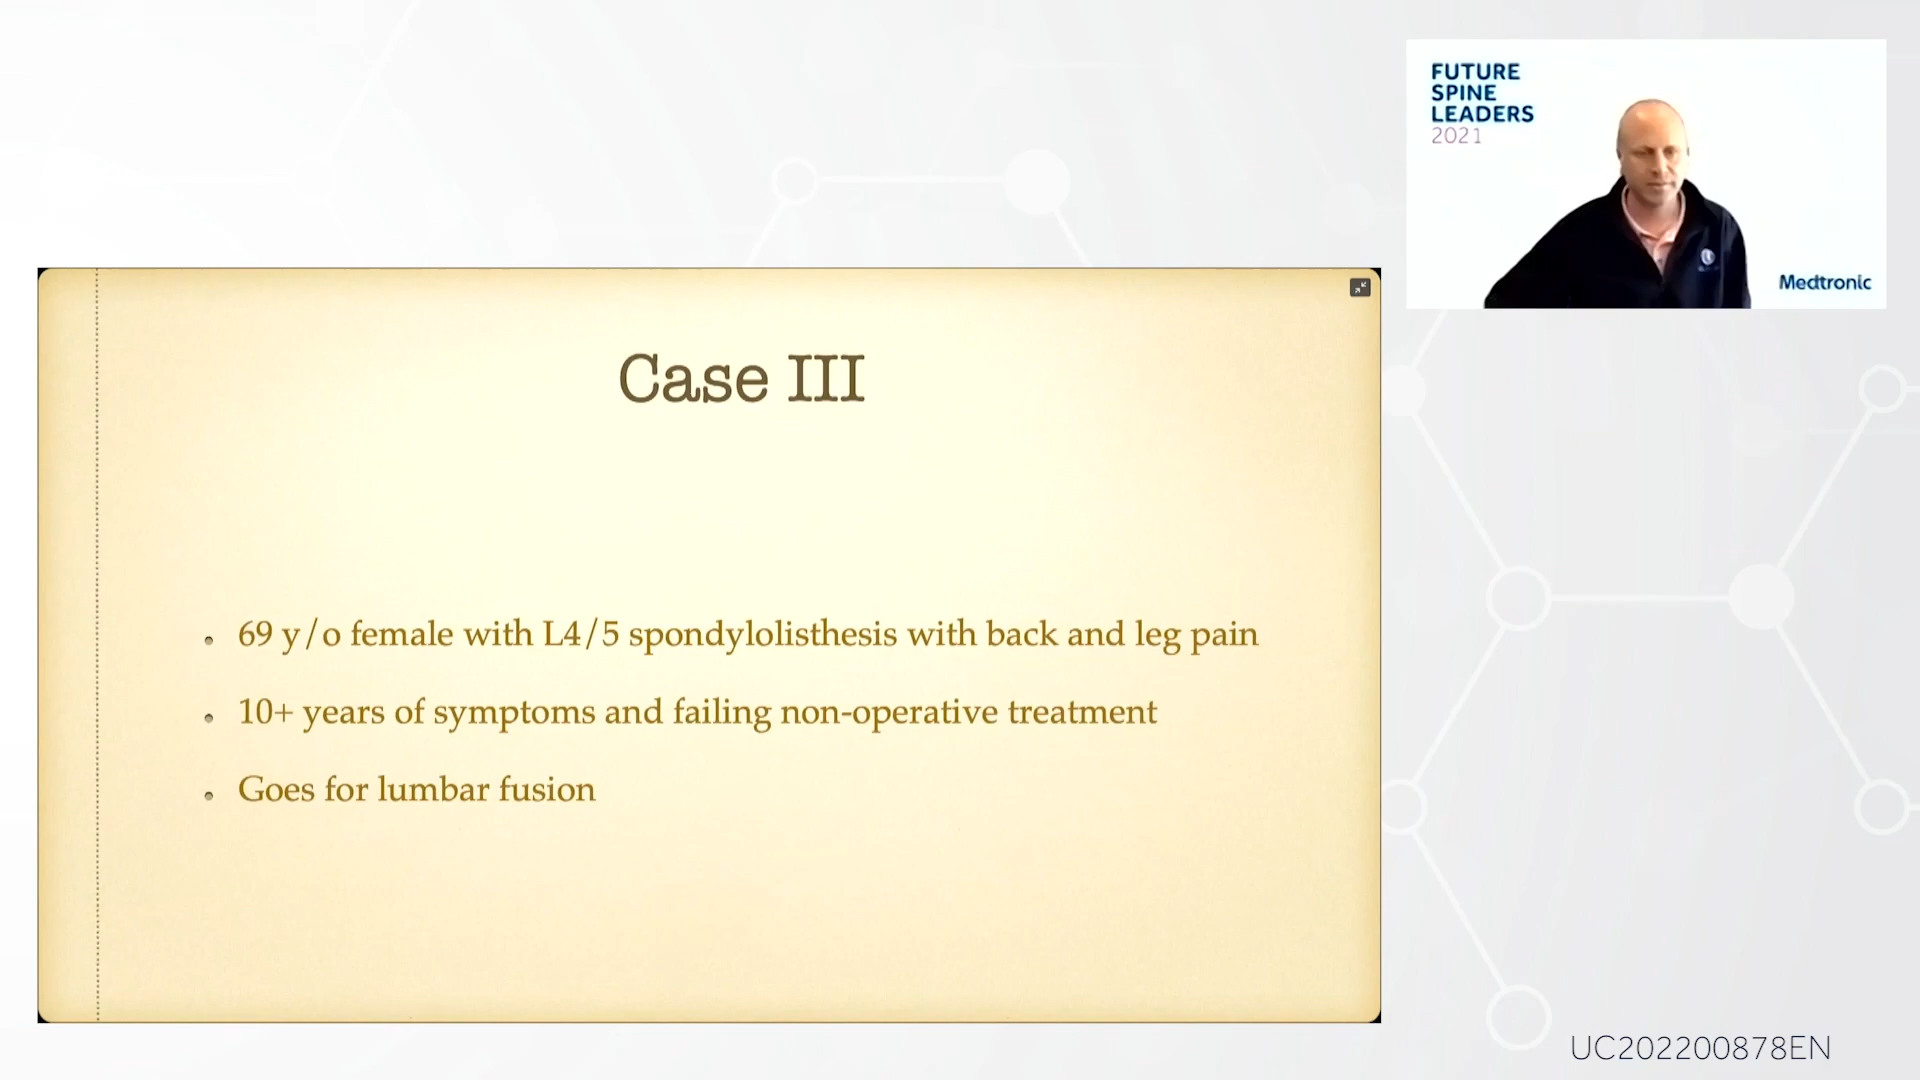 FUTURE
SPINE
LEADERS
2021
Medtronic
Case III
69 y/o female with L4/5 spondylolisthesis with back and leg pain
10+ years of symptoms and failing non-operative treatment
Goes for lumbar fusion
UC202200878EN